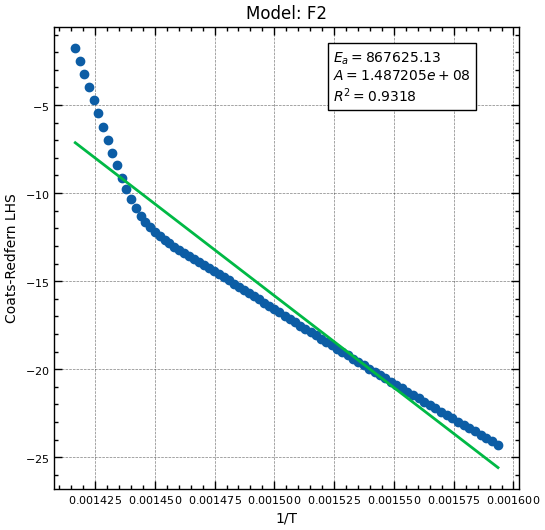 Model: F2
E_a = 867625.13
A = 1.487205e + 08
R² = 0.9318
Coats-Redfern LHS
−5
−10
−15
−20
−25
0.001425 0.001450 0.001475 0.001500 0.001525 0.001550 0.001575 0.001600
1/T